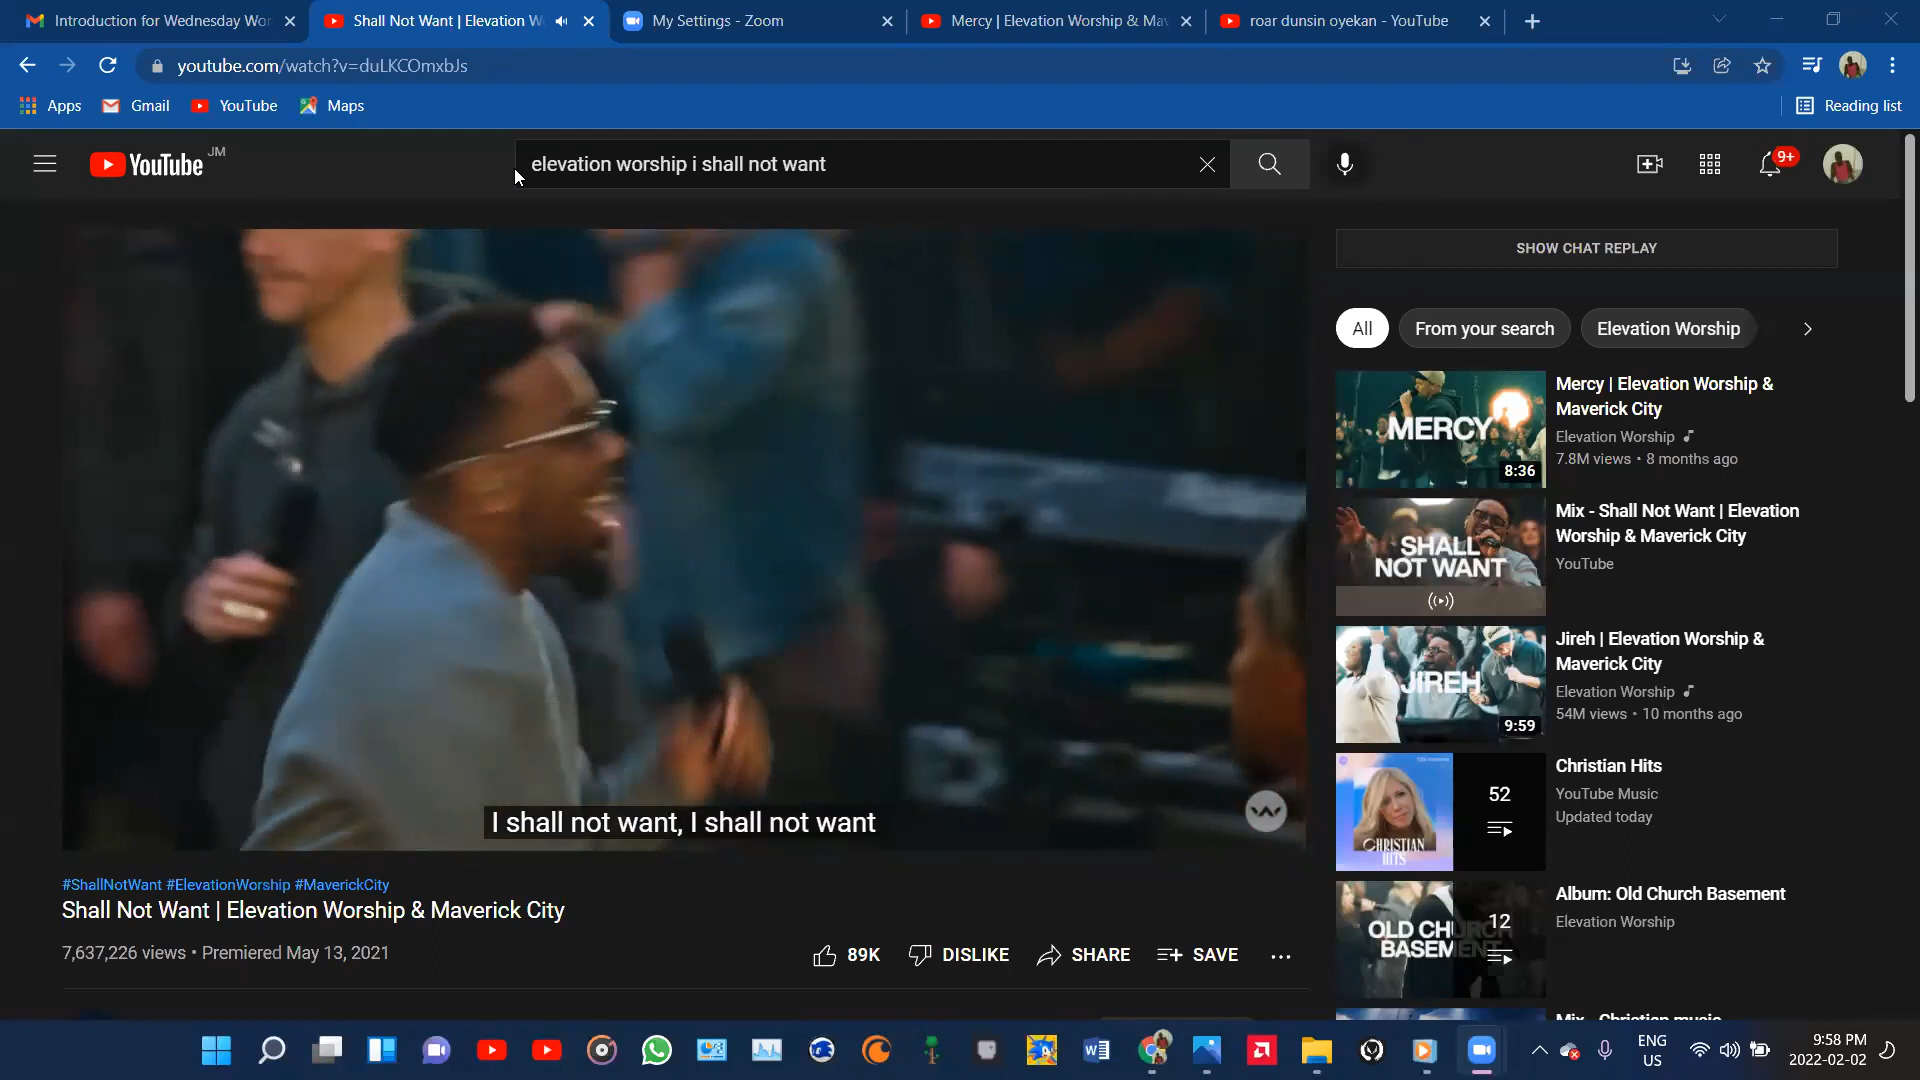 Introduction for Wednesday Wor
Shall Not Want | Elevation W
My Settings - Zoom
Mercy | Elevation Worship & Mav
roar dunsin oyekan - YouTube
youtube.com/watch?v=duLKCOmxbJs
Apps
Gmail
YouTube
Maps
Reading list
YouTube JM
elevation worship i shall not want
9+
SHOW CHAT REPLAY
All
From your search
Elevation Worship
MERCY
8:36
Mercy | Elevation Worship &
Maverick City
Elevation Worship
7.8M views • 8 months ago
SHALL
NOT WANT
Mix - Shall Not Want | Elevation
Worship & Maverick City
YouTube
JIREH
9:59
Jireh | Elevation Worship &
Maverick City
Elevation Worship
54M views • 10 months ago
CHRISTIAN
HITS
52
Christian Hits
YouTube Music
Updated today
OLD CHURCH
BASEMENT
12
Album: Old Church Basement
Elevation Worship
Mix - Christian music
I shall not want, I shall not want
#ShallNotWant #ElevationWorship #MaverickCity
Shall Not Want | Elevation Worship & Maverick City
7,637,226 views • Premiered May 13, 2021
89K
DISLIKE
SHARE
SAVE
ENG
US
9:58 PM
2022-02-02